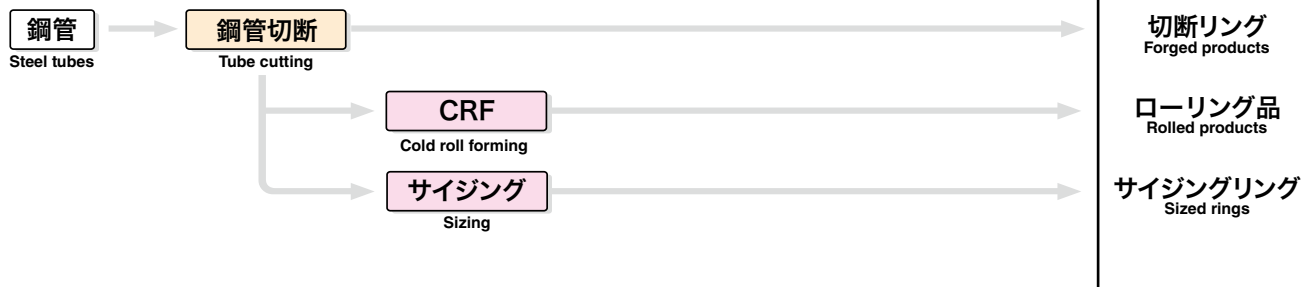 鋼管
Steel tubes
鋼管切断
Tube cutting
切断リング
Forged products
CRF
Cold roll forming
ローリング品
Rolled products
サイジング
Sizing
サイジングリング
Sized rings